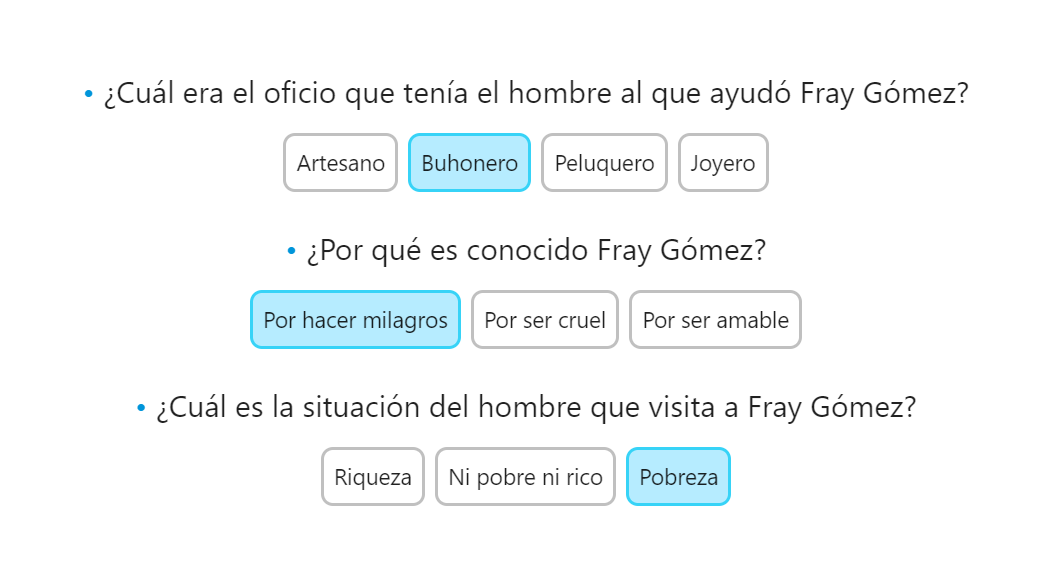 • ¿Cuál era el oficio que tenía el hombre al que ayudó Fray Gómez?
Artesano Buhonero Peluquero Joyero
• ¿Por qué es conocido Fray Gómez?
Por hacer milagros Por ser cruel Por ser amable
• ¿Cuál es la situación del hombre que visita a Fray Gómez?
Riqueza Ni pobre ni rico Pobreza